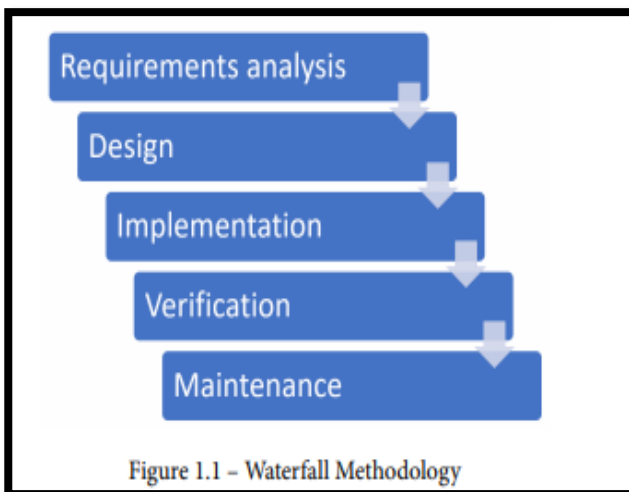 Requirements analysis
Design
Implementation
Verification
Maintenance
Figure 1.1 – Waterfall Methodology